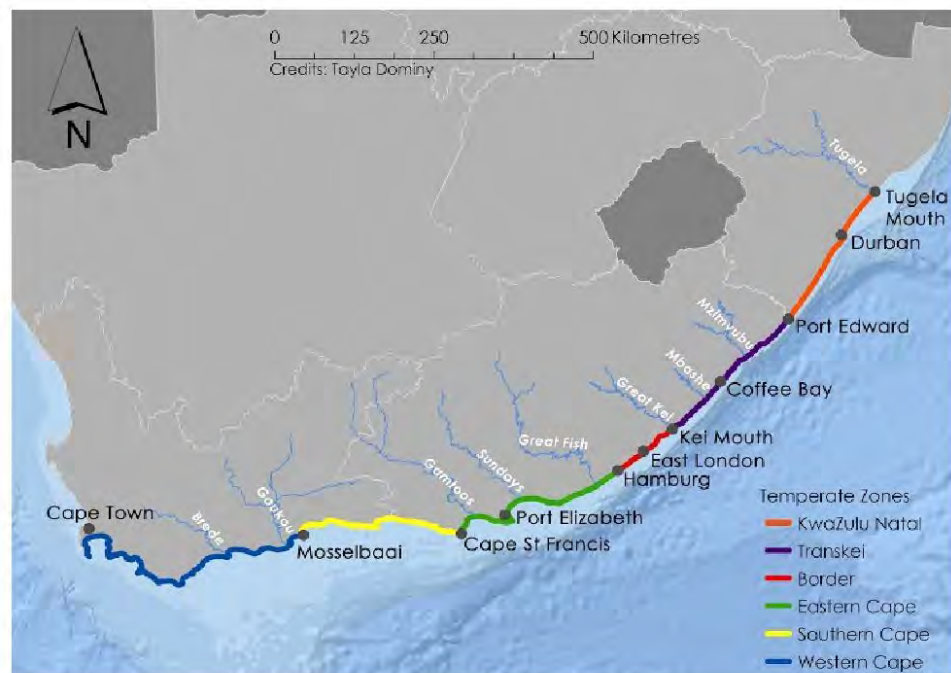 0 125 250 500 Kilometres
Credits: Tayla Dominy
N
Tugela
Tugela
Mouth
Durban
Mzimvubu
Port Edward
Mbashe
Coffee Bay
Great Kei
Kei Mouth
Great Fish
East London
Hamburg
Sundays
Gamtoos
Goukou
Cape Town
Brede
Port Elizabeth
Mosselbaai
Cape St Francis
Temperate Zones
KwaZulu Natal
Transkei
Border
Eastern Cape
Southern Cape
Western Cape